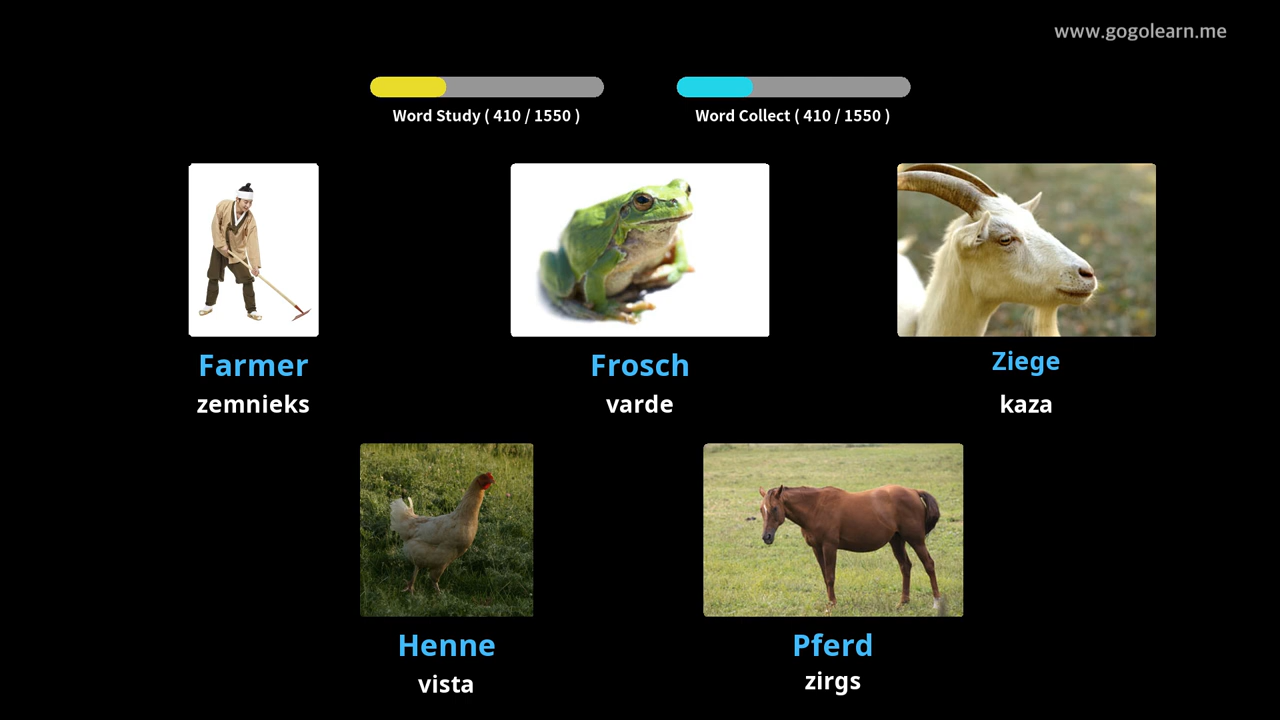 www.gogolearn.me
Word Study ( 410 / 1550 )
Word Collect ( 410 / 1550 )
Farmer
zemnieks
Frosch
varde
Ziege
kaza
Henne
vista
Pferd
zirgs